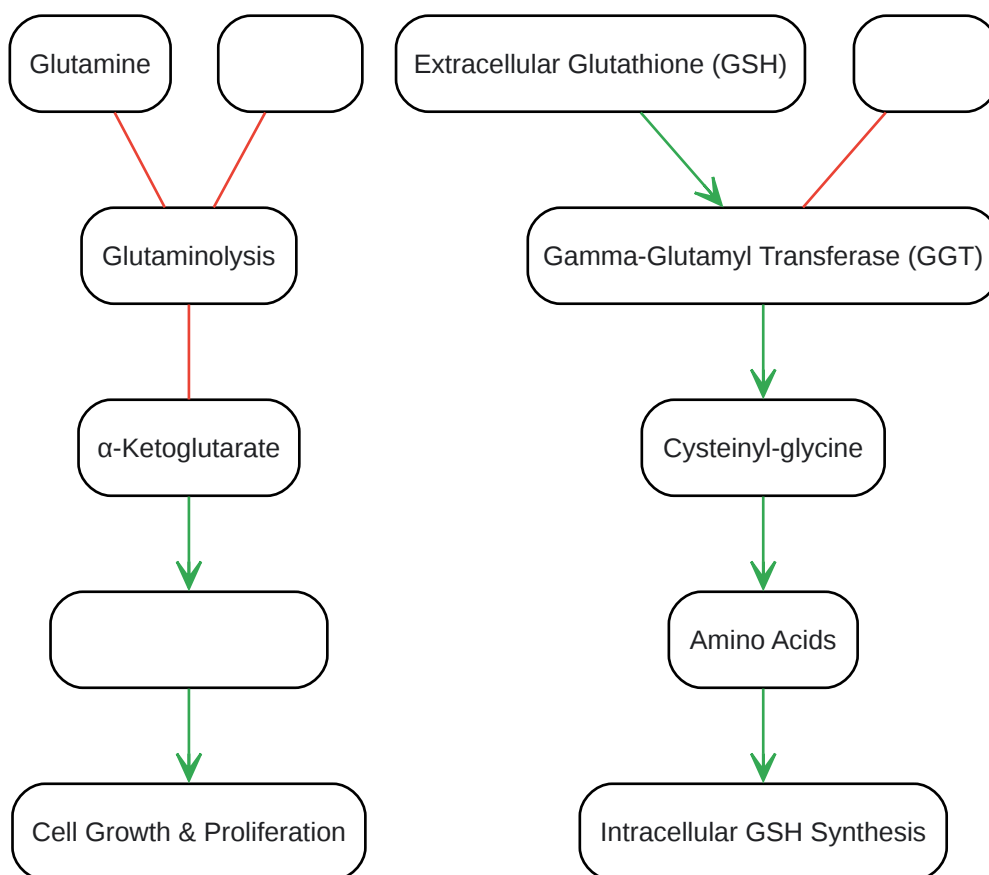 Glutamine
Extracellular Glutathione (GSH)
Glutaminolysis
Gamma-Glutamyl Transferase (GGT)
α-Ketoglutarate
Cysteinyl-glycine
Amino Acids
Cell Growth & Proliferation
Intracellular GSH Synthesis